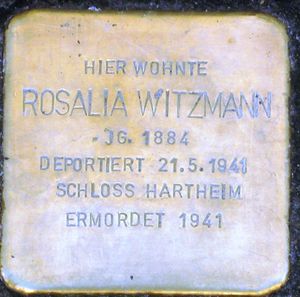 HIER WOHNTE
ROSALIA WITZMANN
JG. 1884
DEPORTIERT 21.5.1941
SCHLOSS HARTHEIM
ERMORDET 1941